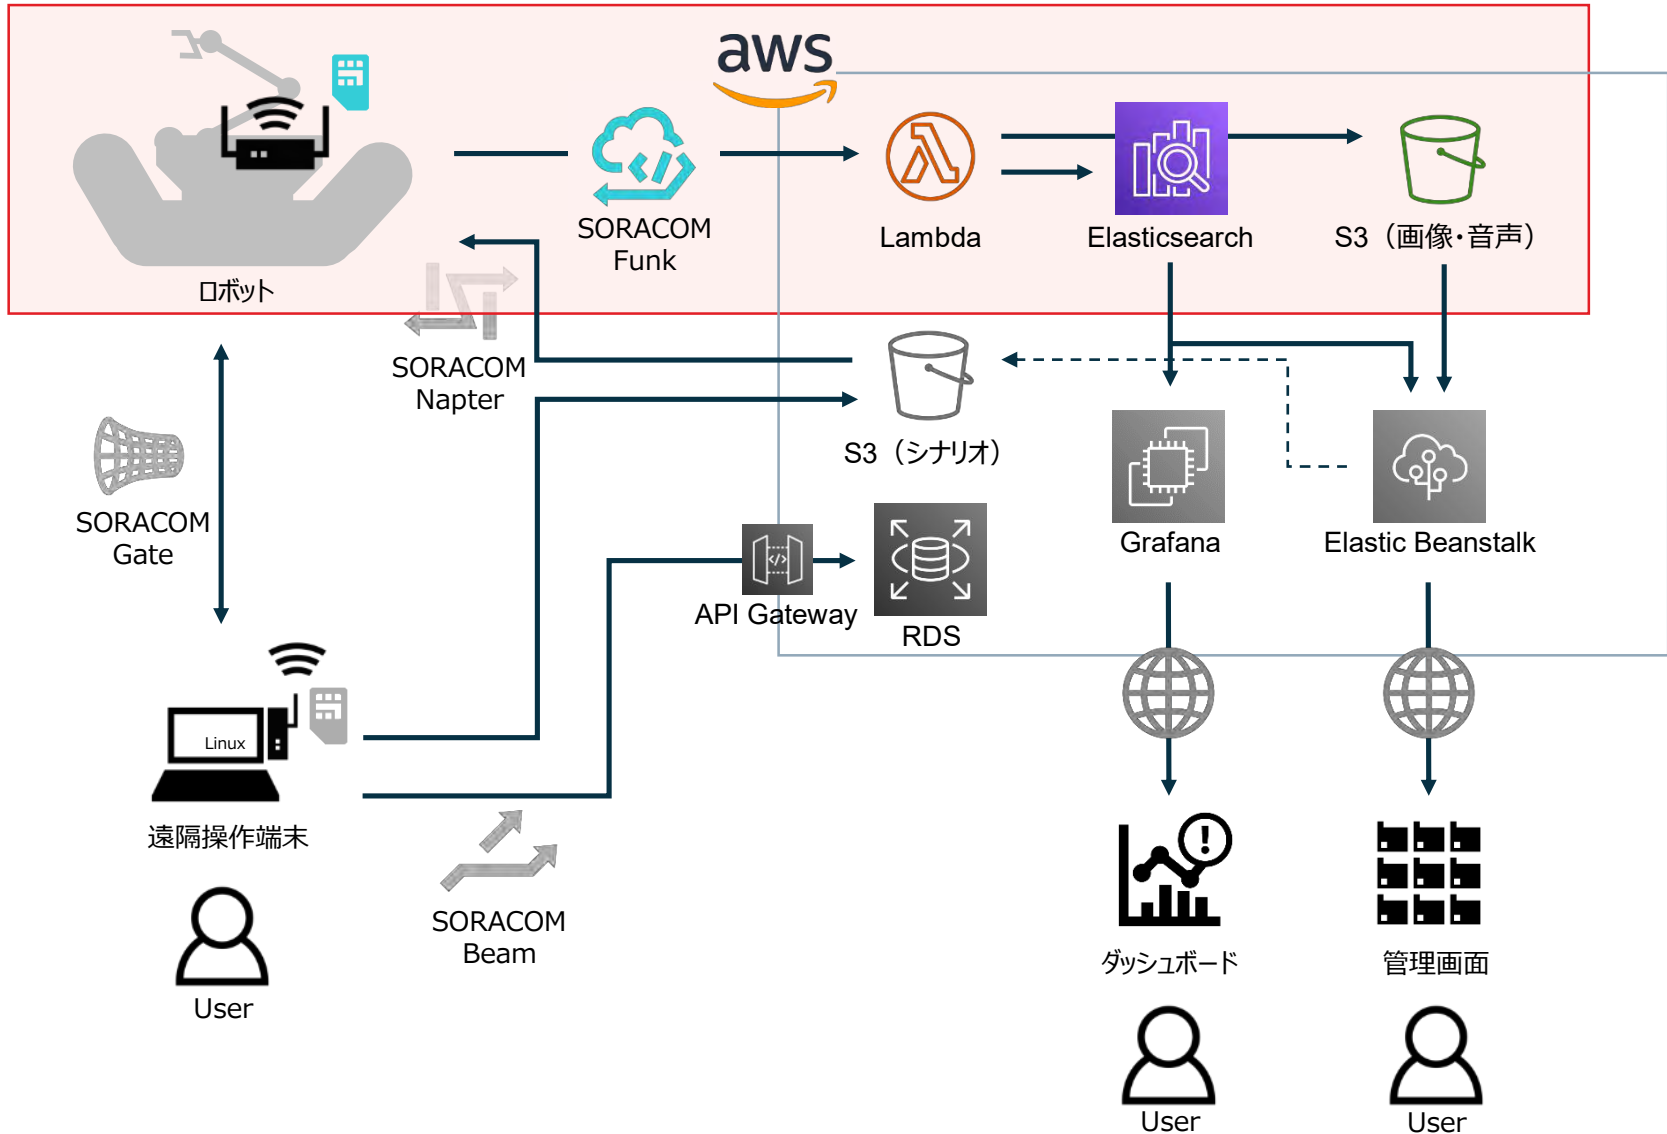 aws
SORACOM
Funk
Lambda
Elasticsearch
S3（画像・音声）
ロボット
SORACOM
Napter
S3（シナリオ）
SORACOM
Gate
Grafana
Elastic Beanstalk
API Gateway
RDS
Linux
遠隔操作端末
SORACOM
Beam
User
ダッシュボード
管理画面
User
User